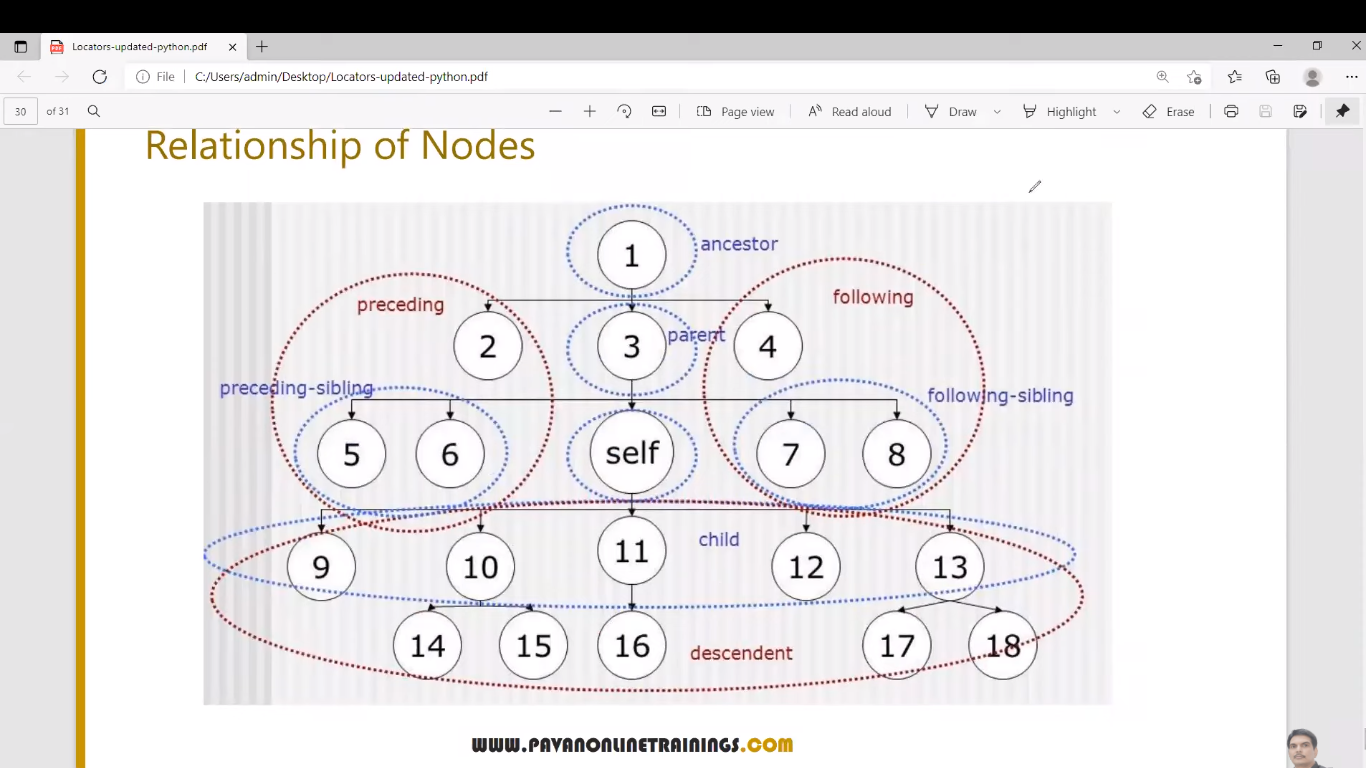 Locators-updated-python.pdf
File
C:/Users/admin/Desktop/Locators-updated-python.pdf
30 of 31
Page view
Read aloud
Draw
Highlight
Erase
Relationship of Nodes
1
ancestor
preceding
following
2
3
parent
4
preceding-sibling
following-sibling
5
6
self
7
8
9
10
11
child
12
13
14
15
16
descendent
17
18
WWW.PAVANONLINETRAININGS.COM